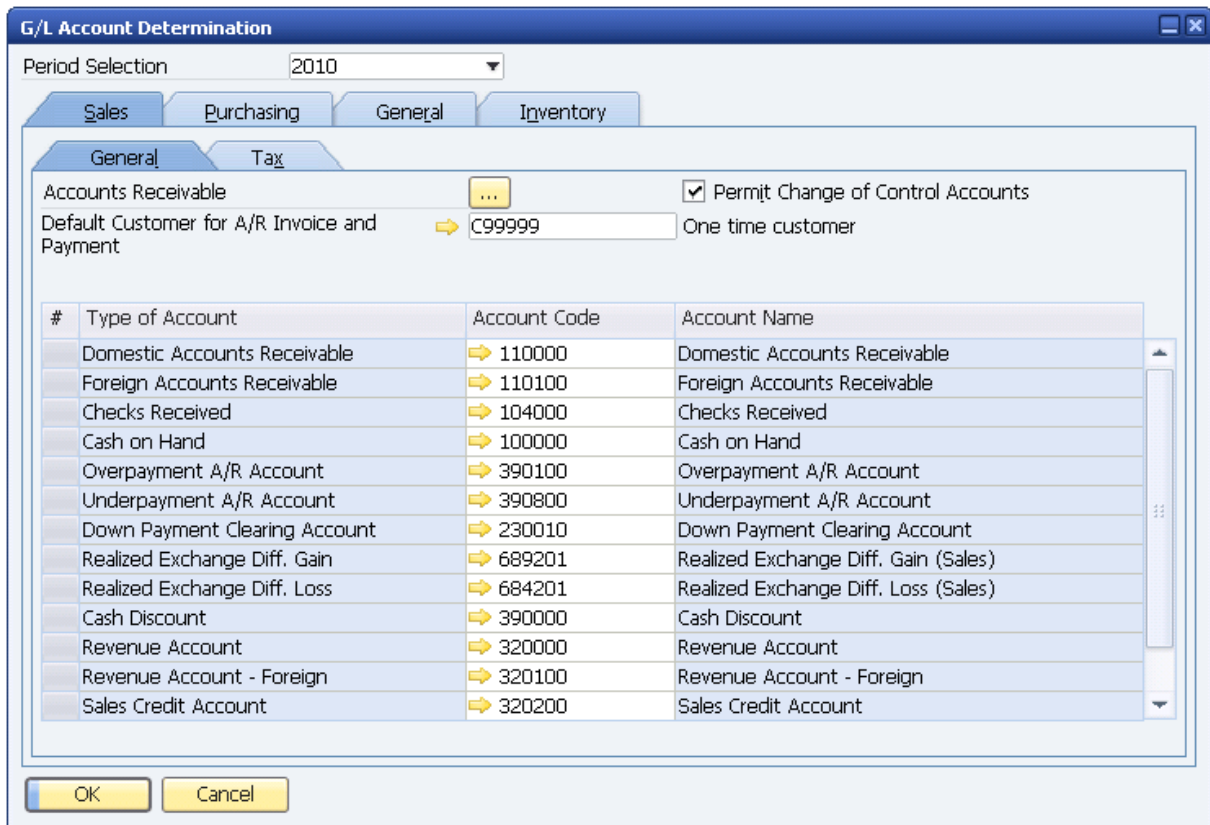 G/L Account Determination
Period Selection 2010
Sales Purchasing General Inventory
General Tax
Accounts Receivable ... Permit Change of Control Accounts
Default Customer for A/R Invoice and C99999 One time customer
Payment
# Type of Account Account Code Account Name
Domestic Accounts Receivable 110000 Domestic Accounts Receivable
Foreign Accounts Receivable 110100 Foreign Accounts Receivable
Checks Received 104000 Checks Received
Cash on Hand 100000 Cash on Hand
Overpayment A/R Account 390100 Overpayment A/R Account
Underpayment A/R Account 390800 Underpayment A/R Account
Down Payment Clearing Account 230010 Down Payment Clearing Account
Realized Exchange Diff. Gain 689201 Realized Exchange Diff. Gain (Sales)
Realized Exchange Diff. Loss 684201 Realized Exchange Diff. Loss (Sales)
Cash Discount 390000 Cash Discount
Revenue Account 320000 Revenue Account
Revenue Account - Foreign 320100 Revenue Account - Foreign
Sales Credit Account 320200 Sales Credit Account
OK Cancel